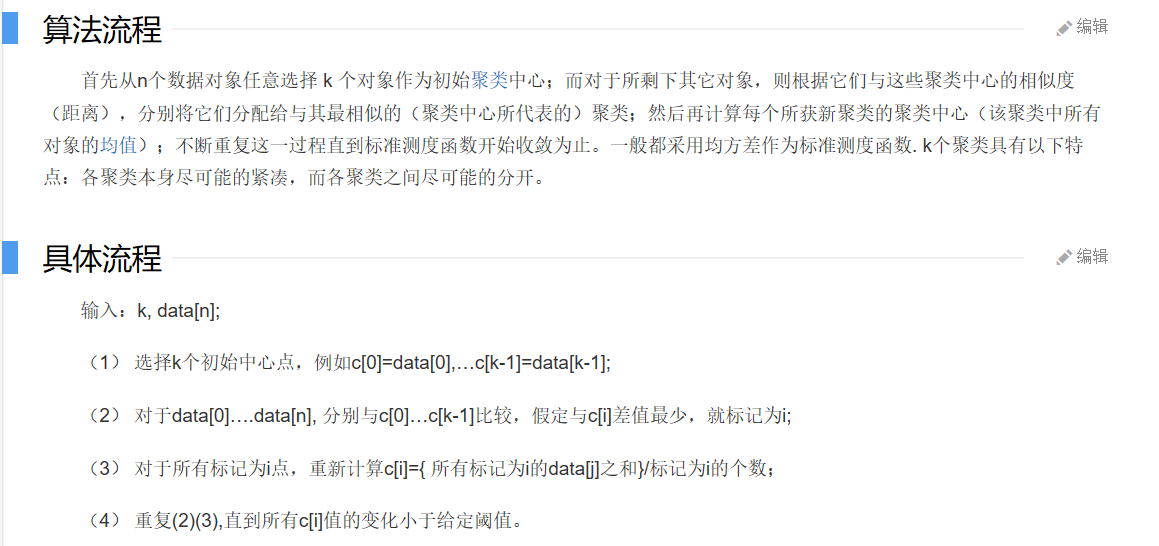 算法流程
编辑
首先从n个数据对象任意选择 k 个对象作为初始聚类中心；而对于所剩下其它对象，则根据它们与这些聚类中心的相似度
（距离），分别将它们分配给与其最相似的（聚类中心所代表的）聚类；然后再计算每个所获新聚类的聚类中心（该聚类中所有
对象的均值）；不断重复这一过程直到标准测度函数开始收敛为止。一般都采用均方差作为标准测度函数. k个聚类具有以下特
点：各聚类本身尽可能的紧凑，而各聚类之间尽可能的分开。
具体流程
编辑
输入：k, data[n];
（1） 选择k个初始中心点，例如c[0]=data[0],…c[k-1]=data[k-1];
（2） 对于data[0]….data[n], 分别与c[0]…c[k-1]比较，假定与c[i]差值最少，就标记为i;
（3） 对于所有标记为i点，重新计算c[i]={ 所有标记为i的data[j]之和}/标记为i的个数；
（4） 重复(2)(3),直到所有c[i]值的变化小于给定阈值。